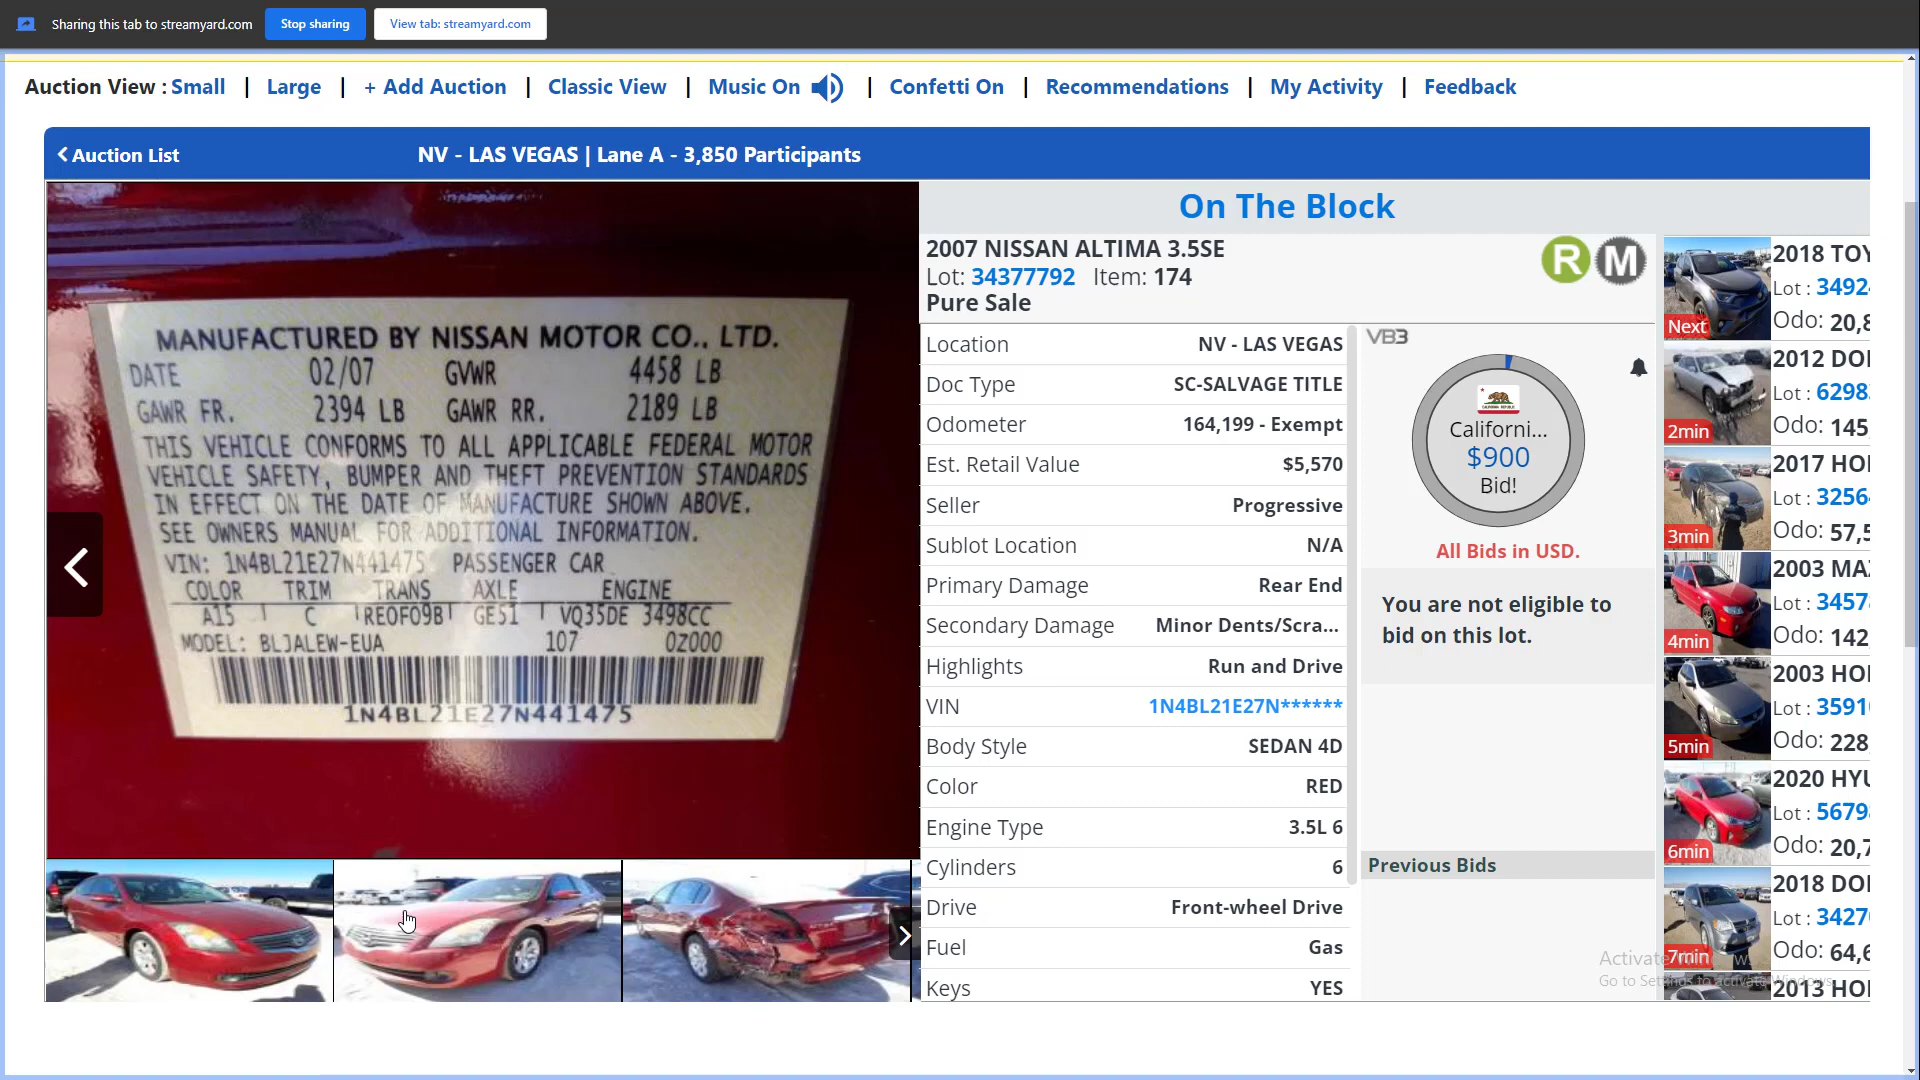 Sharing this tab to streamyard.com Stop sharing View tab: streamyard.com
Auction View : Small | Large | + Add Auction | Classic View | Music On | Confetti On | Recommendations | My Activity | Feedback
Auction List NV - LAS VEGAS | Lane A - 3,850 Participants
MANUFACTURED BY NISSAN MOTOR CO., LTD.
DATE 02/07 GVWR 4458 LB
GAWR FR. 2394 LB GAWR RR. 2189 LB
THIS VEHICLE CONFORMS TO ALL APPLICABLE FEDERAL MOTOR
VEHICLE SAFETY, BUMPER AND THEFT PREVENTION STANDARDS
IN EFFECT ON THE DATE OF MANUFACTURE SHOWN ABOVE.
SEE OWNERS MANUAL FOR ADDITIONAL INFORMATION.
VIN: 1N4BL21E27N441475 PASSENGER CAR
COLOR TRIM TRANS AXLE ENGINE
A15 C REOF09B GE51 VQ35DE 3498CC
MODEL: BLJALEW-EUA 107 0Z000
1N4BL21E27N441475
On The Block
2007 NISSAN ALTIMA 3.5SE
Lot: 34377792 Item: 174
Pure Sale
R M
Location NV - LAS VEGAS
Doc Type SC-SALVAGE TITLE
Odometer 164,199 - Exempt
Est. Retail Value $5,570
Seller Progressive
Sublot Location N/A
Primary Damage Rear End
Secondary Damage Minor Dents/Scra...
Highlights Run and Drive
VIN 1N4BL21E27N******
Body Style SEDAN 4D
Color RED
Engine Type 3.5L 6
Cylinders 6
Drive Front-wheel Drive
Fuel Gas
Keys YES
VB3
Californi...
$900
Bid!
All Bids in USD.
You are not eligible to
bid on this lot.
Previous Bids
2018 TOY
Lot : 3492
Next Odo: 20,8
2012 DOI
Lot : 6298
2min Odo: 145
2017 HOI
Lot : 3256
3min Odo: 57,5
2003 MA
Lot : 3457
4min Odo: 142
2003 HOI
Lot : 3591
5min Odo: 228
2020 HYU
Lot : 5679
6min Odo: 20,7
2018 DOI
Lot : 3427
7min Odo: 64,6
2013 HOI
Activate Windows
Go to Settings to activate Windows.